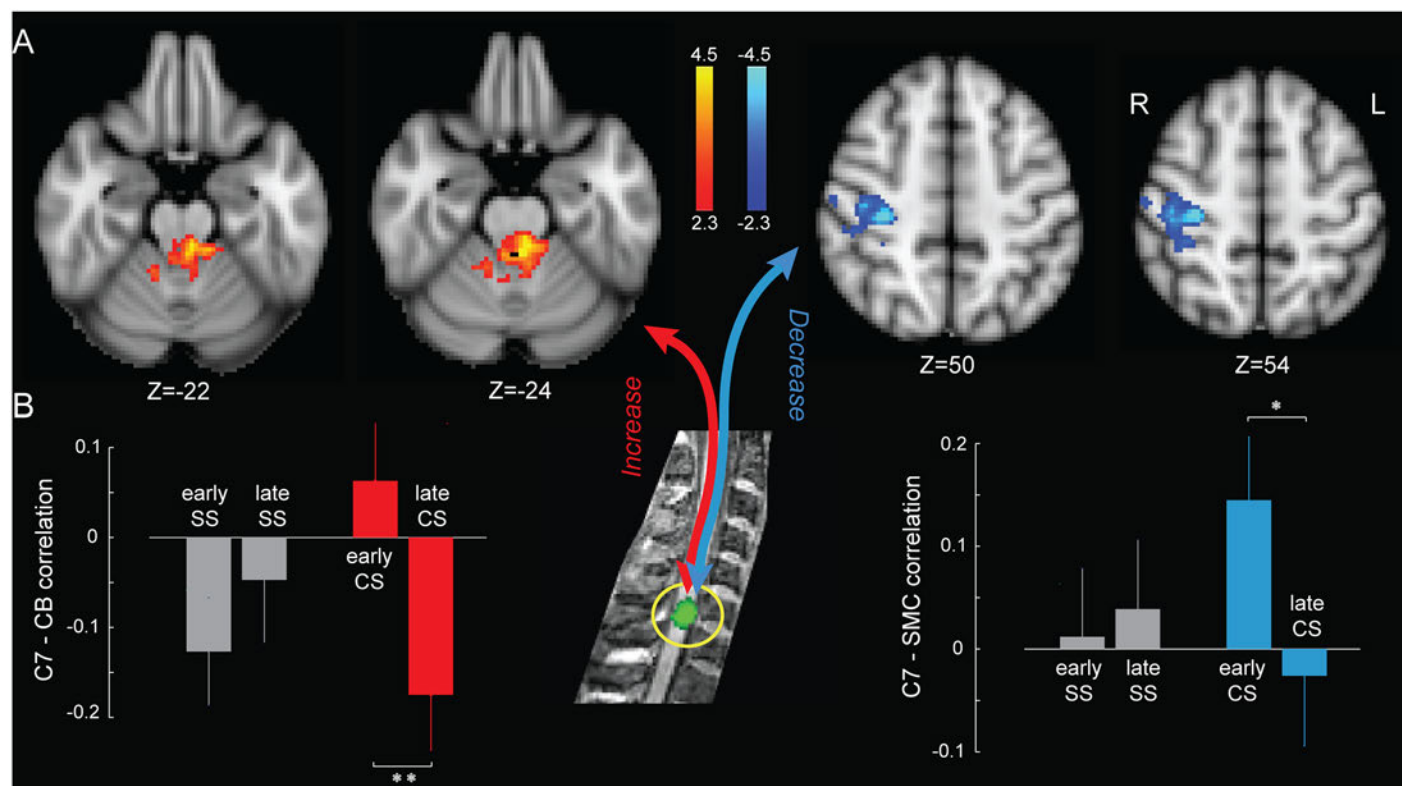 A
4.5
-4.5
2.3
-2.3
R
L
Z=-22
Z=-24
Z=50
Z=54
Increase
Decrease
B
C7 - CB correlation
0.1
0
-0.1
-0.2
early
SS
late
SS
early
CS
late
CS
**
C7 - SMC correlation
0.2
0.1
0
-0.1
early
SS
late
SS
early
CS
late
CS
*